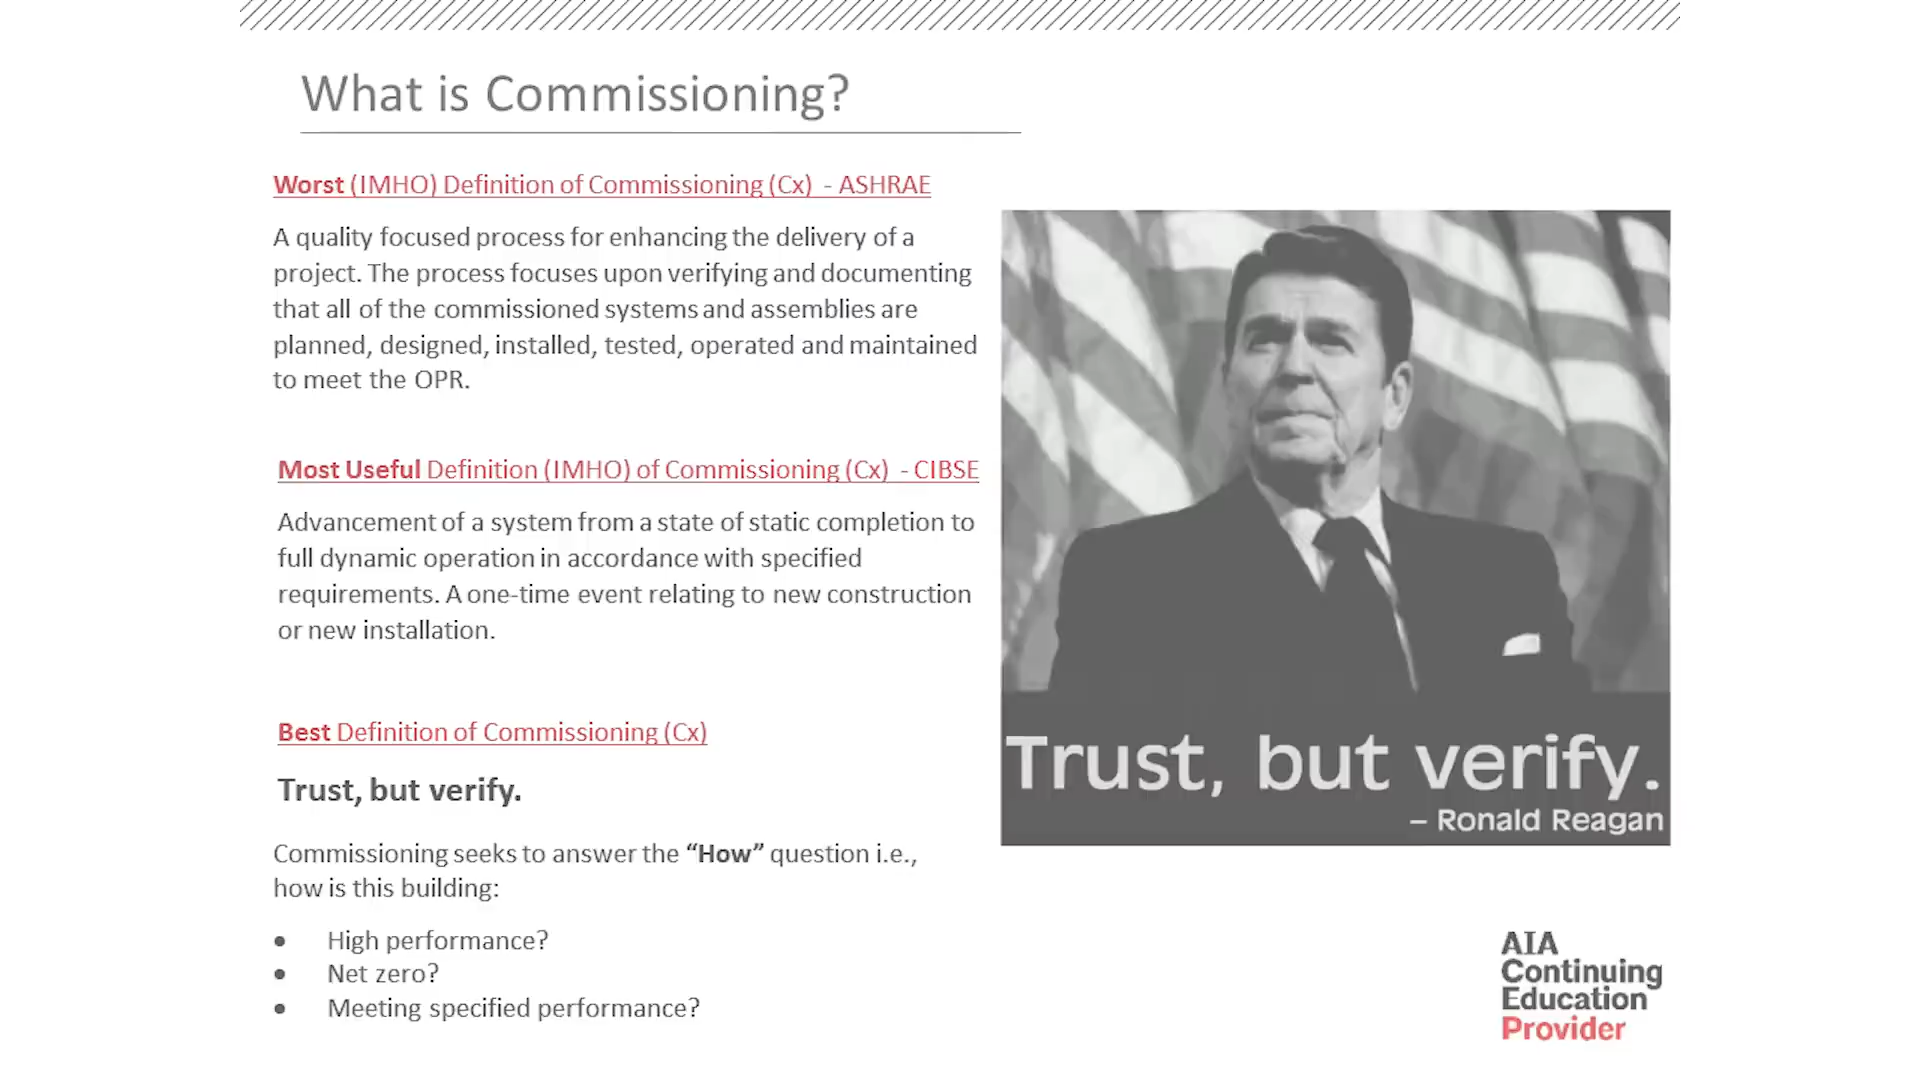 What is Commissioning?
Worst (IMHO) Definition of Commissioning (Cx) - ASHRAE
A quality focused process for enhancing the delivery of a
project. The process focuses upon verifying and documenting
that all of the commissioned systems and assemblies are
planned, designed, installed, tested, operated and maintained
to meet the OPR.
Most Useful Definition (IMHO) of Commissioning (Cx) - CIBSE
Advancement of a system from a state of static completion to
full dynamic operation in accordance with specified
requirements. A one-time event relating to new construction
or new installation.
Best Definition of Commissioning (Cx)
Trust, but verify.
Commissioning seeks to answer the “How” question i.e.,
how is this building:
• High performance?
• Net zero?
• Meeting specified performance?
Trust, but verify.
– Ronald Reagan
AIA
Continuing
Education
Provider